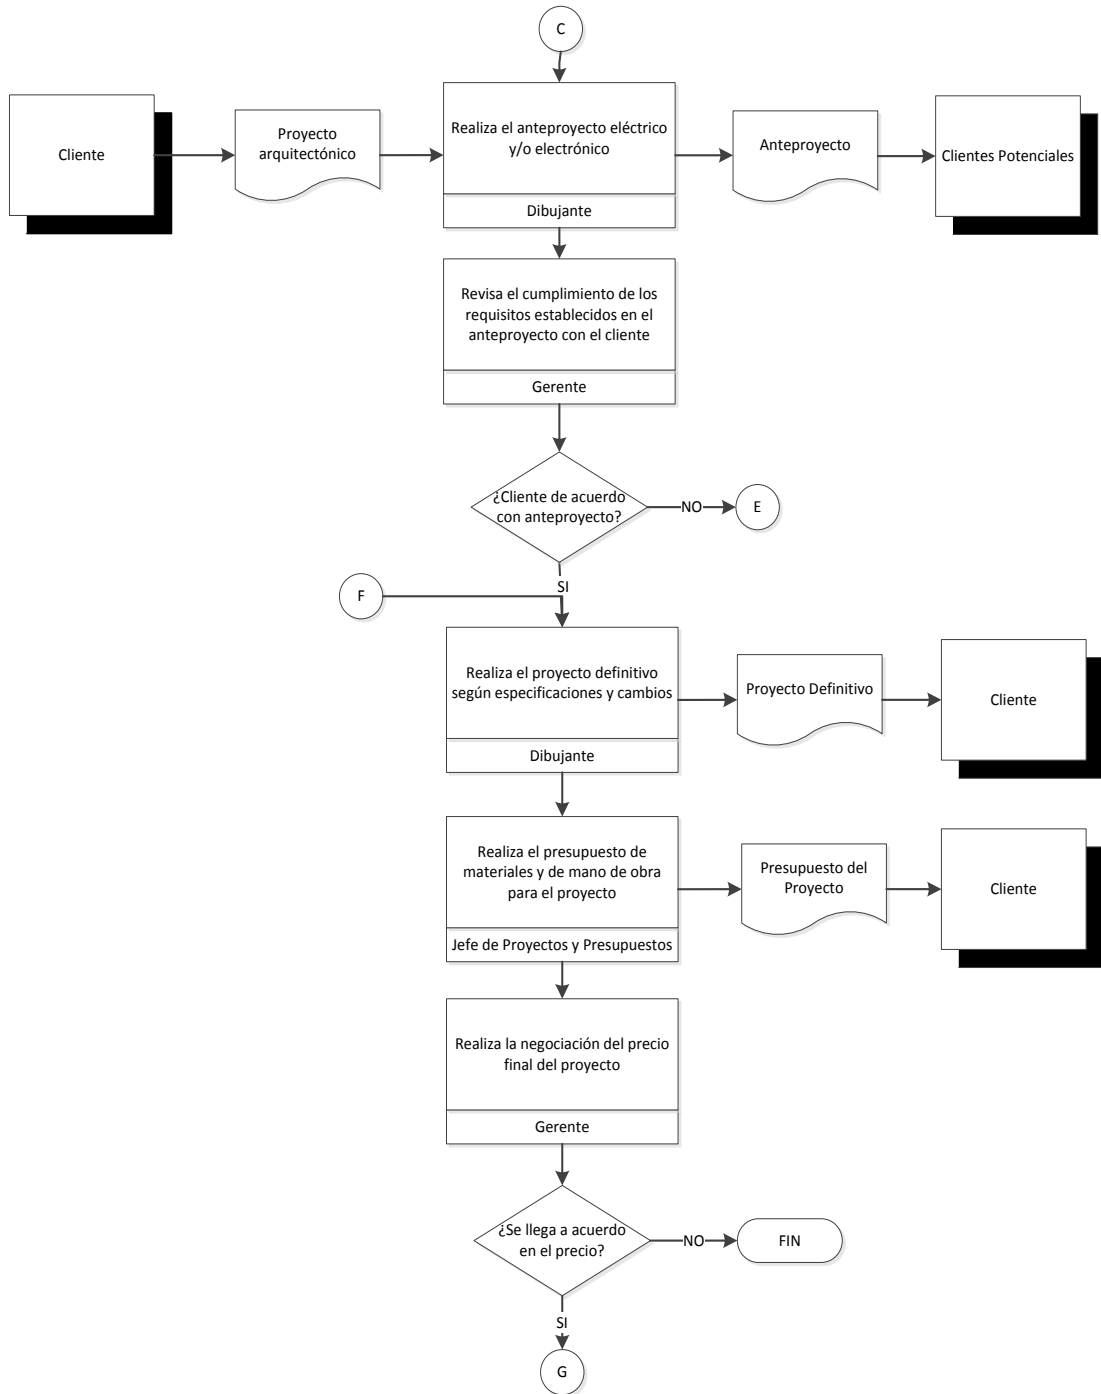 C
Cliente
Proyecto
arquitectónico
Realiza el anteproyecto eléctrico
y/o electrónico
Dibujante
Anteproyecto
Clientes Potenciales
Revisa el cumplimiento de los
requisitos establecidos en el
anteproyecto con el cliente
Gerente
¿Cliente de acuerdo
con anteproyecto?
NO
E
SI
F
Realiza el proyecto definitivo
según especificaciones y cambios
Dibujante
Proyecto Definitivo
Cliente
Realiza el presupuesto de
materiales y de mano de obra
para el proyecto
Jefe de Proyectos y Presupuestos
Presupuesto del
Proyecto
Cliente
Realiza la negociación del precio
final del proyecto
Gerente
¿Se llega a acuerdo
en el precio?
NO
FIN
SI
G